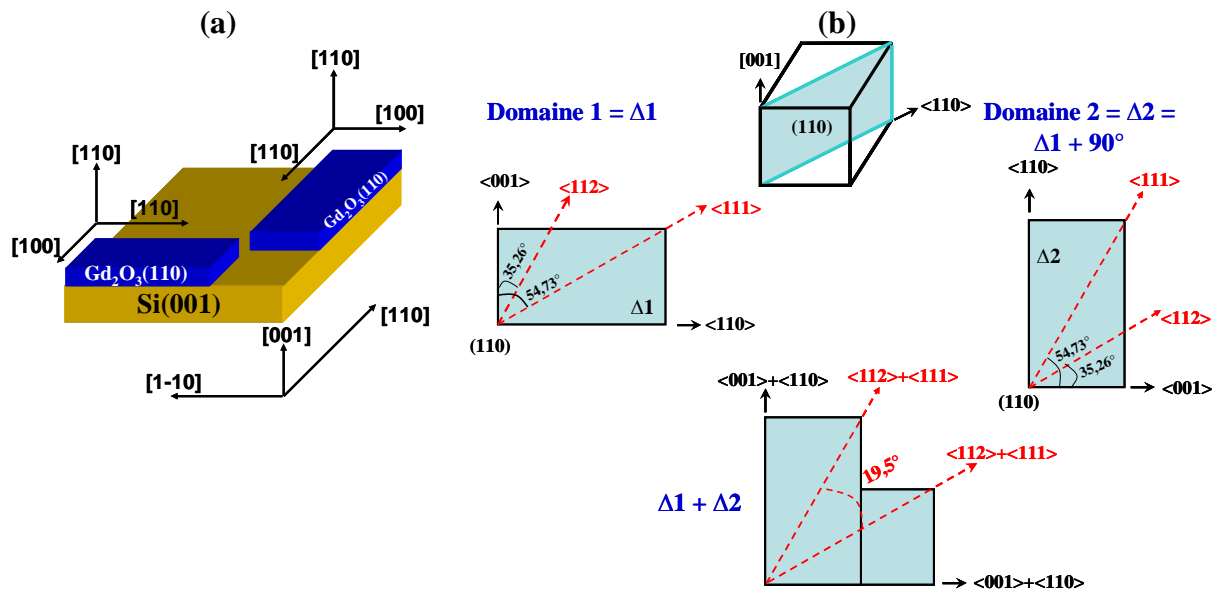 (a)
[110]
[100]
[110]
[110]
[110]
[100]
Gd2O3(110)
Gd2O3(110)
Si(001)
[001]
[110]
[1-10]
(b)
[001]
<110>
(110)
Domaine 1 = Δ1
<001>
<112>
<111>
35,26°
54,73°
Δ1
<110>
(110)
Domaine 2 = Δ2 =
Δ1 + 90°
<110>
<111>
Δ2
<112>
54,73°
35,26°
<001>
(110)
<001>+<110>
<112>+<111>
19,5°
<112>+<111>
Δ1 + Δ2
<001>+<110>